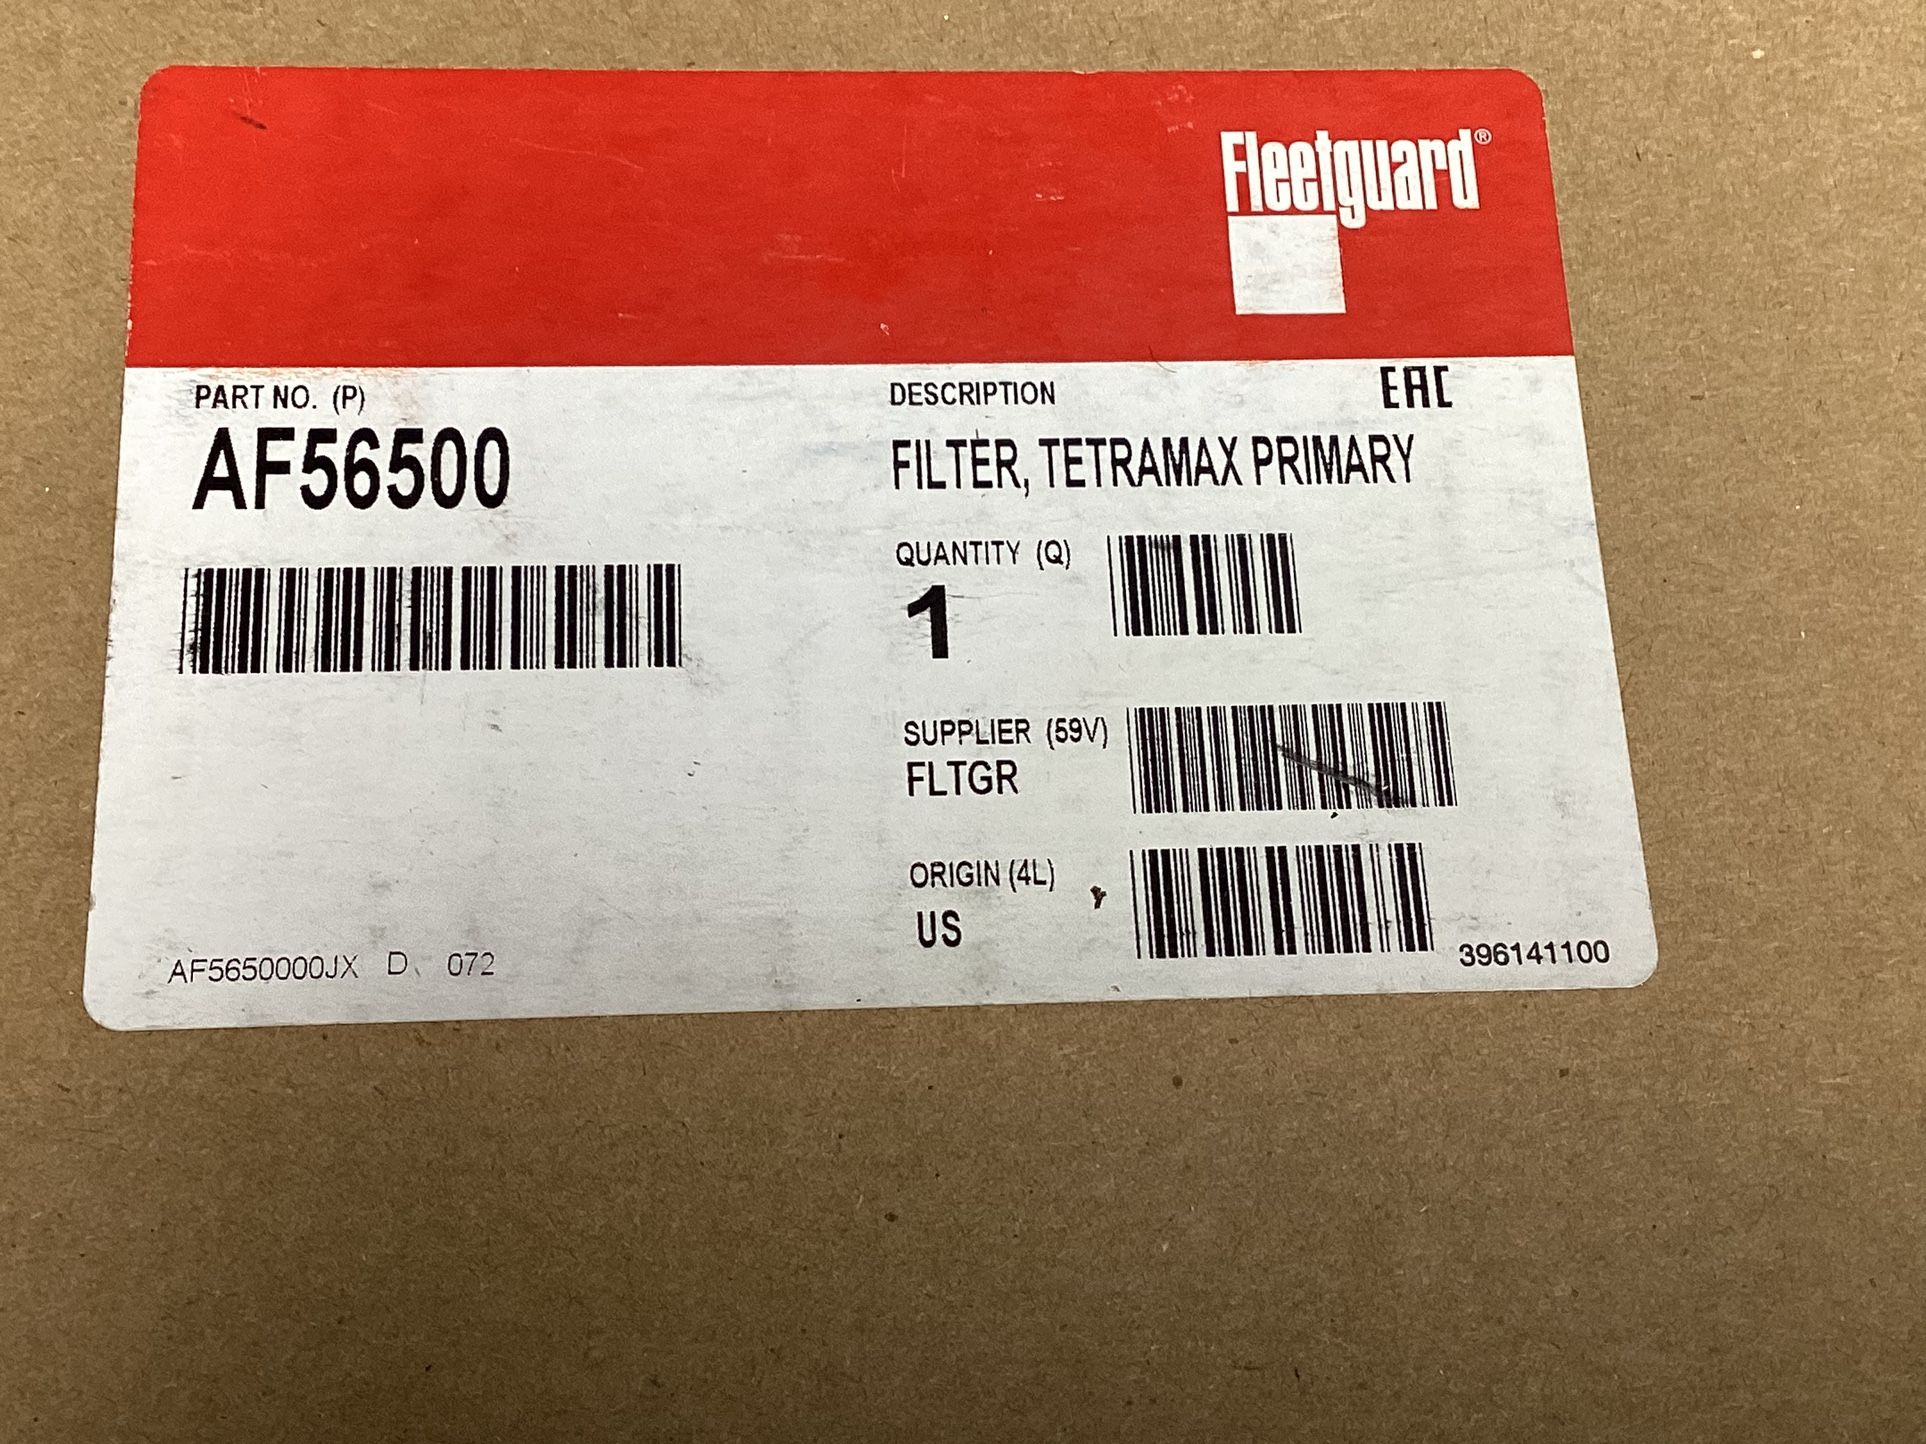 Fleetguard®
PART NO. (P)
AF56500
DESCRIPTION
EAC
FILTER, TETRAMAX PRIMARY
QUANTITY (Q)
1
SUPPLIER (59V)
FLTGR
ORIGIN (4L)
US
AF5650000JX D 072
396141100